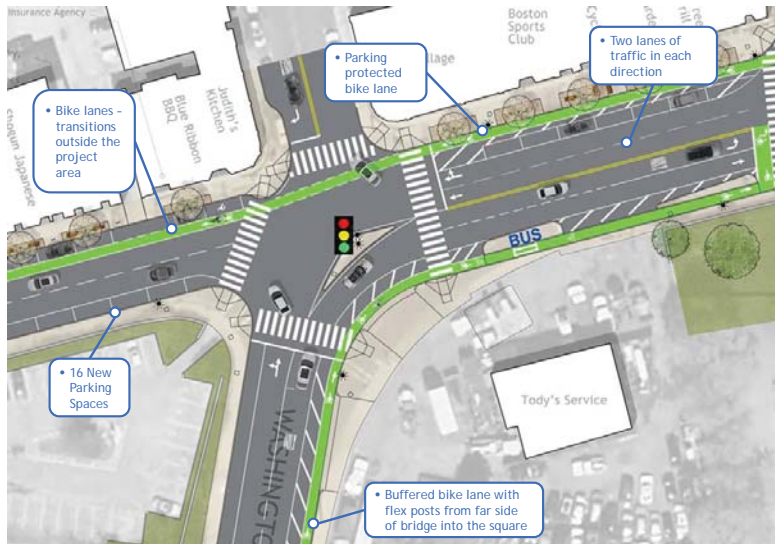 Insurance Agency
Boston
Sports
Club
• Parking
protected
bike lane
• Two lanes of
traffic in each
direction
• Bike lanes –
transitions
outside the
project
area
Judith's
Kitchen
Blue Ribbon
BBQ
Shogun Japanese
BUS
• 16 New
Parking
Spaces
Tody's Service
WASHINGTO
• Buffered bike lane with
flex posts from far side
of bridge into the square